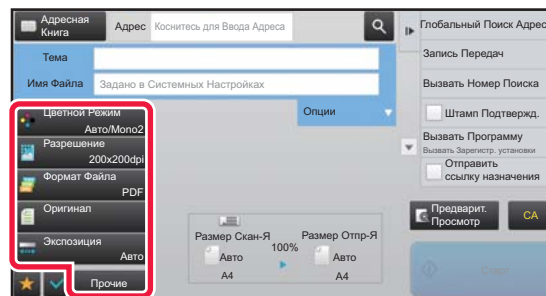 Адресная
Книга
Адрес
Коснитесь для Ввода Адреса
Тема
Имя Файла
Задано в Системных Настройках
Опции
Цветной Режим
Авто/Mono2
Разрешение
200x200dpi
Формат Файла
PDF
Оригинал
Экспозиция
Авто
Прочие
Размер Скан-Я
Авто
A4
100%
Размер Отпр-Я
Авто
A4
Глобальный Поиск Адрес
Запись Передач
Вызвать Номер Поиска
Штамп Подтвержд.
Вызвать Программу
Вызвать Зарегистр. установки
Отправить
ссылку назначения
Предварит.
Просмотр
CA
Старт